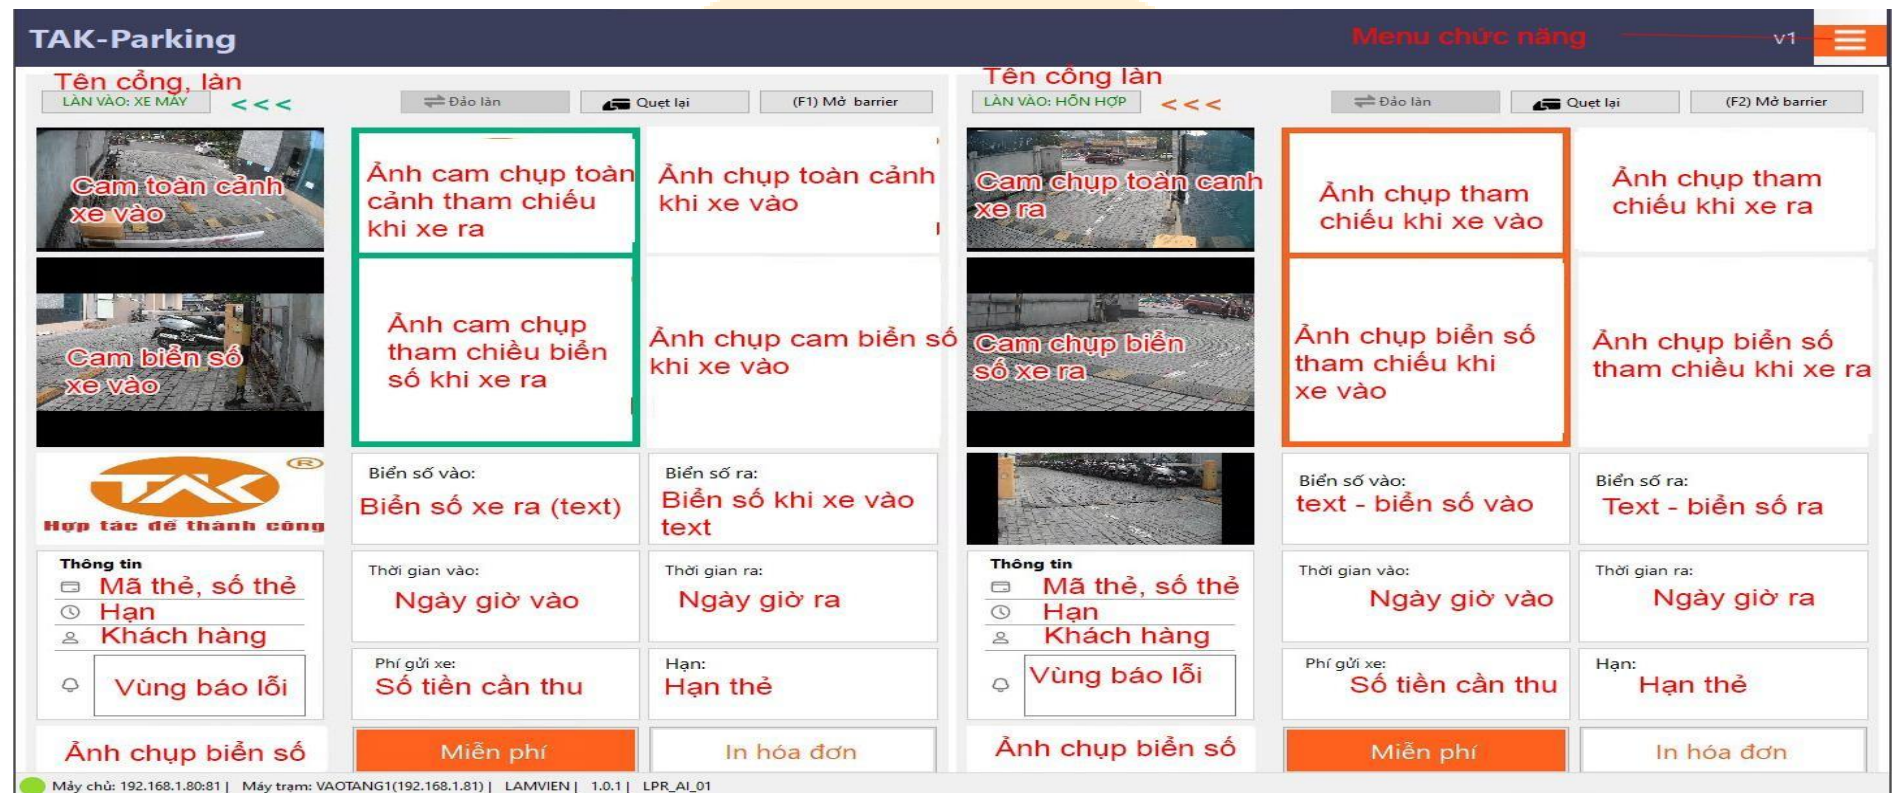 TAK-Parking
Menu chức năng
v1
Tên cổng, làn
LÀN VÀO: XE MÁY <<<
Đảo làn
Quẹt lại
(F1) Mở barrier
Cam toàn cảnh
xe vào
Ảnh cam chụp toàn
cảnh tham chiếu
khi xe ra
Ảnh chụp toàn cảnh
khi xe vào
Cam biển số
xe vào
Ảnh cam chụp
tham chiều biển
số khi xe ra
Ảnh chụp cam biển số
khi xe vào
TAK ®
Hợp tác để thành công
Biển số vào:
Biển số xe ra (text)
Biển số ra:
Biển số khi xe vào
text
Thông tin
Mã thẻ, số thẻ
Hạn
Khách hàng
Vùng báo lỗi
Thời gian vào:
Ngày giờ vào
Thời gian ra:
Ngày giờ ra
Phí gửi xe:
Số tiền cần thu
Hạn:
Hạn thẻ
Ảnh chụp biển số
Miễn phí
In hóa đơn
Tên cổng làn
LÀN VÀO: HỖN HỢP <<<
Đảo làn
Quẹt lại
(F2) Mở barrier
Cam chụp toàn canh
xe ra
Ảnh chụp tham
chiếu khi xe vào
Ảnh chụp tham
chiếu khi xe ra
Cam chụp biển
số xe ra
Ảnh chụp biển số
tham chiếu khi
xe vào
Ảnh chụp biển số
tham chiều khi xe ra
Biển số vào:
text - biển số vào
Biển số ra:
Text - biển số ra
Thông tin
Mã thẻ, số thẻ
Hạn
Khách hàng
Vùng báo lỗi
Thời gian vào:
Ngày giờ vào
Thời gian ra:
Ngày giờ ra
Phí gửi xe:
Số tiền cần thu
Hạn:
Hạn thẻ
Ảnh chụp biển số
Miễn phí
In hóa đơn
Máy chủ: 192.168.1.80:81 | Máy trạm: VAOTANG1(192.168.1.81) | LAMVIEN | 1.0.1 | LPR_AI_01